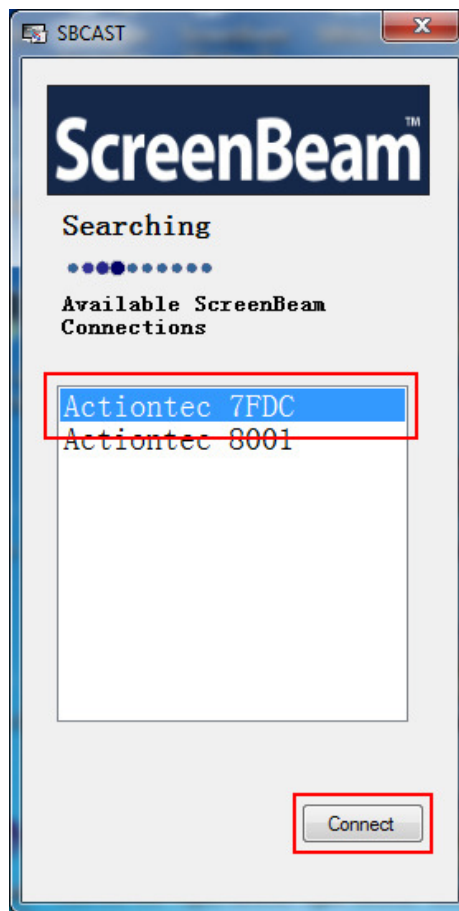 SBCAST
ScreenBeam™
Searching
Available ScreenBeam
Connections
Actiontec 7FDC
Actiontec 8001
Connect